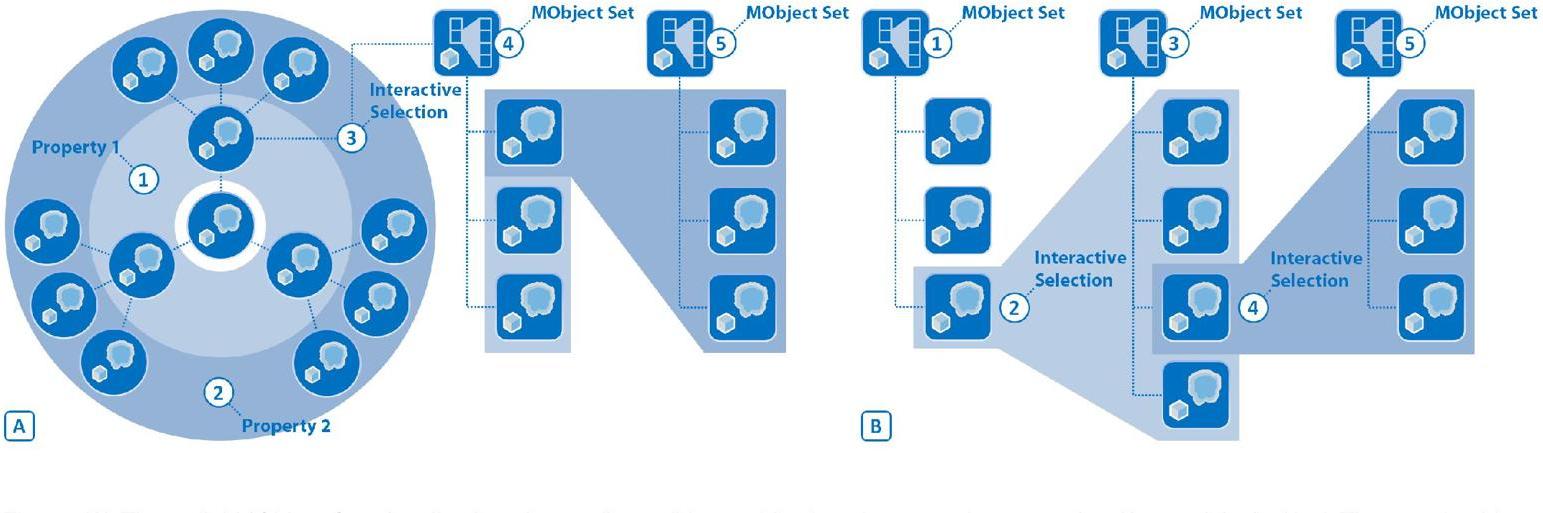 MObject Set
4
MObject Set
5
MObject Set
1
MObject Set
3
MObject Set
5
Interactive
Selection
3
Property 1
1
2
Property 2
A
Interactive
Selection
2
Interactive
Selection
4
B